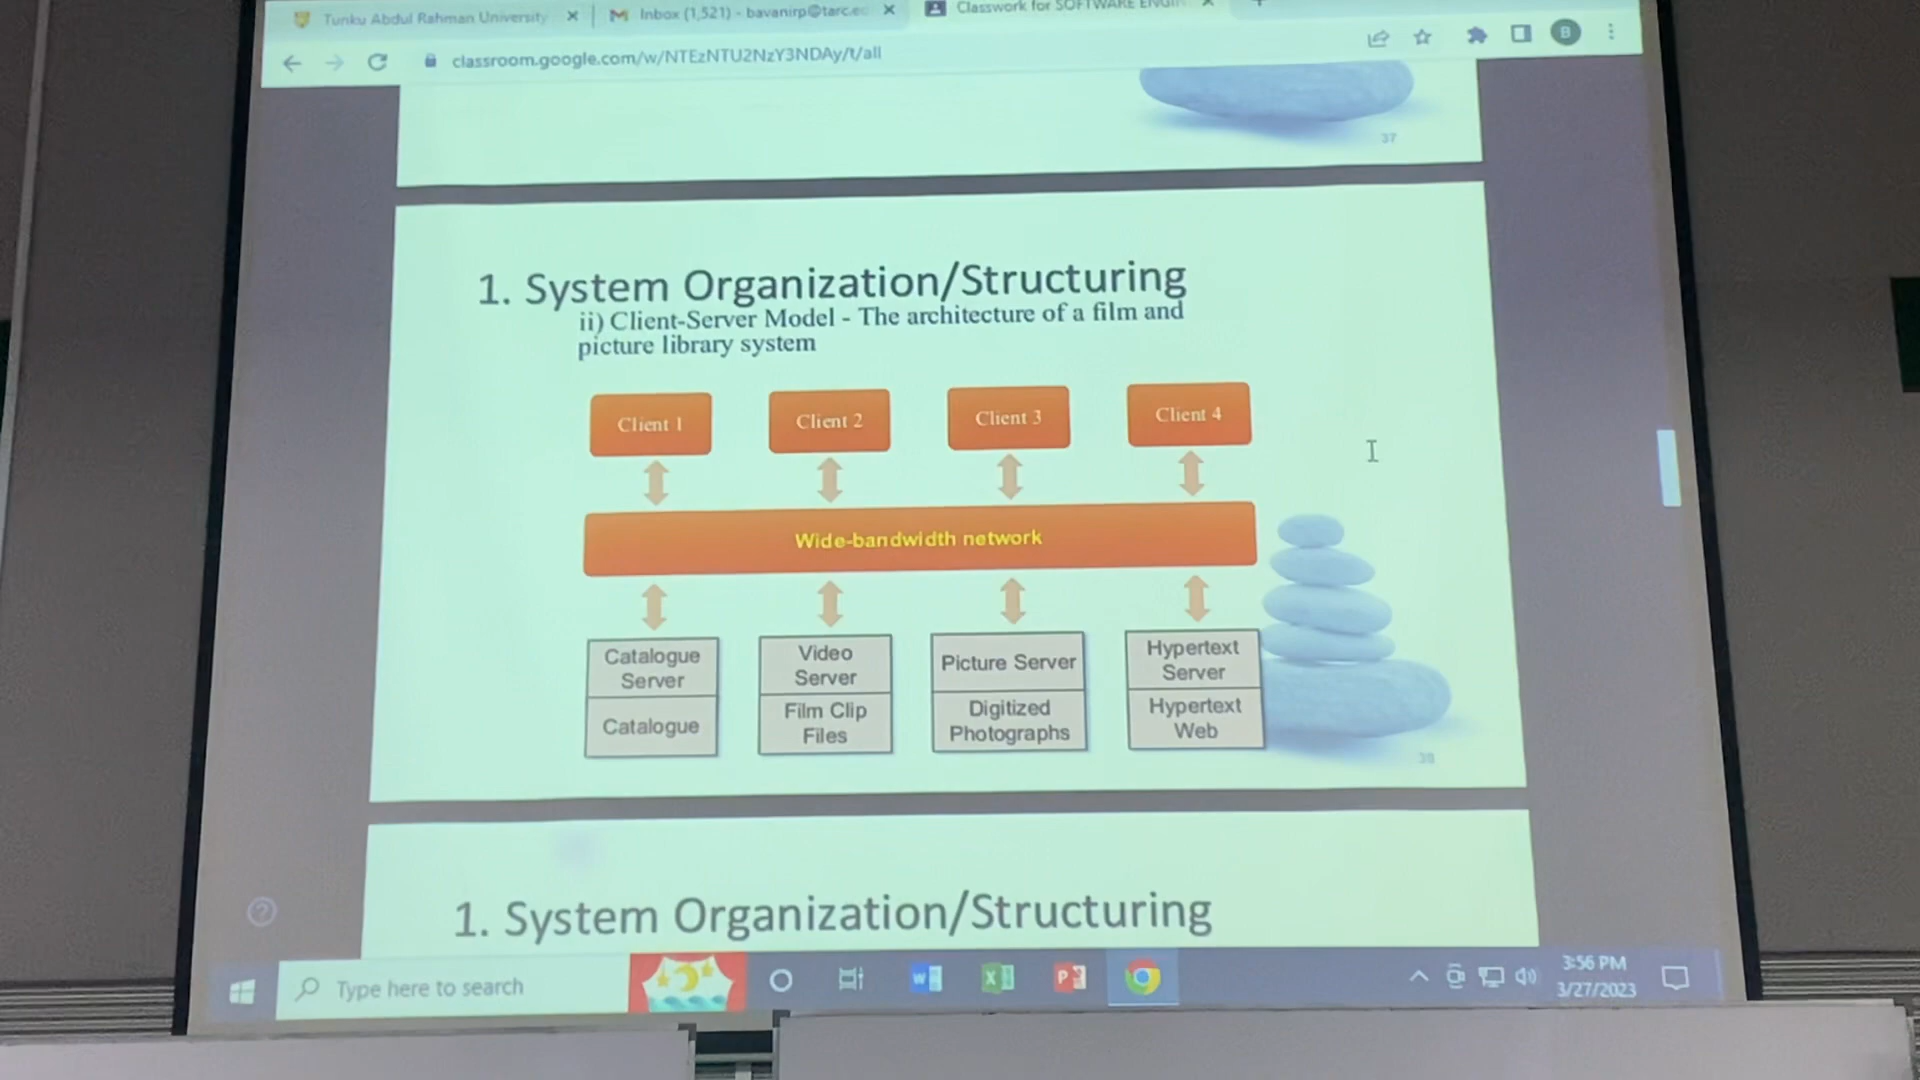 Tunku Abdul Rahman University
Inbox (1,521) - bavanirp@tarc.ec
Classwork for SOFTWARE ENGIN
classroom.google.com/w/NTEzNTU2NzY3NDAy/t/all
B
37
1. System Organization/Structuring
ii) Client-Server Model - The architecture of a film and
picture library system
Client 1
Client 2
Client 3
Client 4
Wide-bandwidth network
Catalogue
Server
Catalogue
Video
Server
Film Clip
Files
Picture Server
Digitized
Photographs
Hypertext
Server
Hypertext
Web
38
1. System Organization/Structuring
Type here to search
3:56 PM
3/27/2023